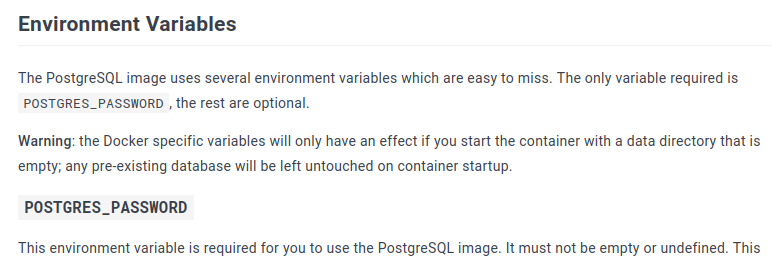 Environment Variables
The PostgreSQL image uses several environment variables which are easy to miss. The only variable required is
POSTGRES_PASSWORD , the rest are optional.
Warning: the Docker specific variables will only have an effect if you start the container with a data directory that is
empty; any pre-existing database will be left untouched on container startup.
POSTGRES_PASSWORD
This environment variable is required for you to use the PostgreSQL image. It must not be empty or undefined. This